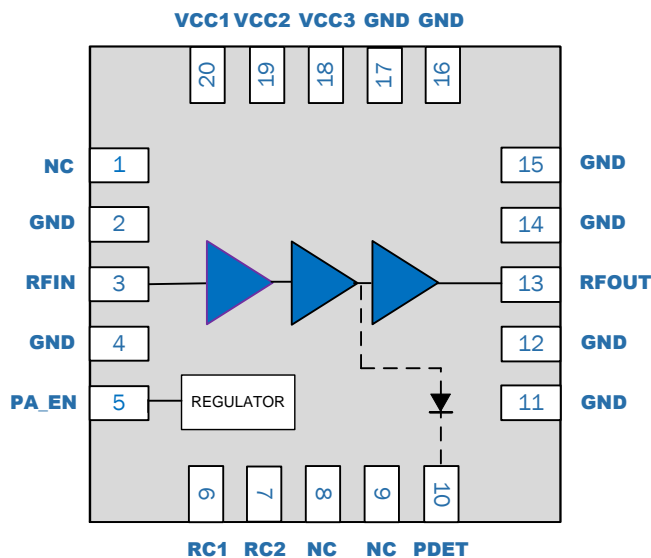 VCC1 VCC2 VCC3 GND GND
20 19 18 17 16
NC 1 15 GND
GND 2 14 GND
RFIN 3 13 RFOUT
GND 4 12 GND
PA_EN 5 REGULATOR 11 GND
6 7 8 9 10
RC1 RC2 NC NC PDET